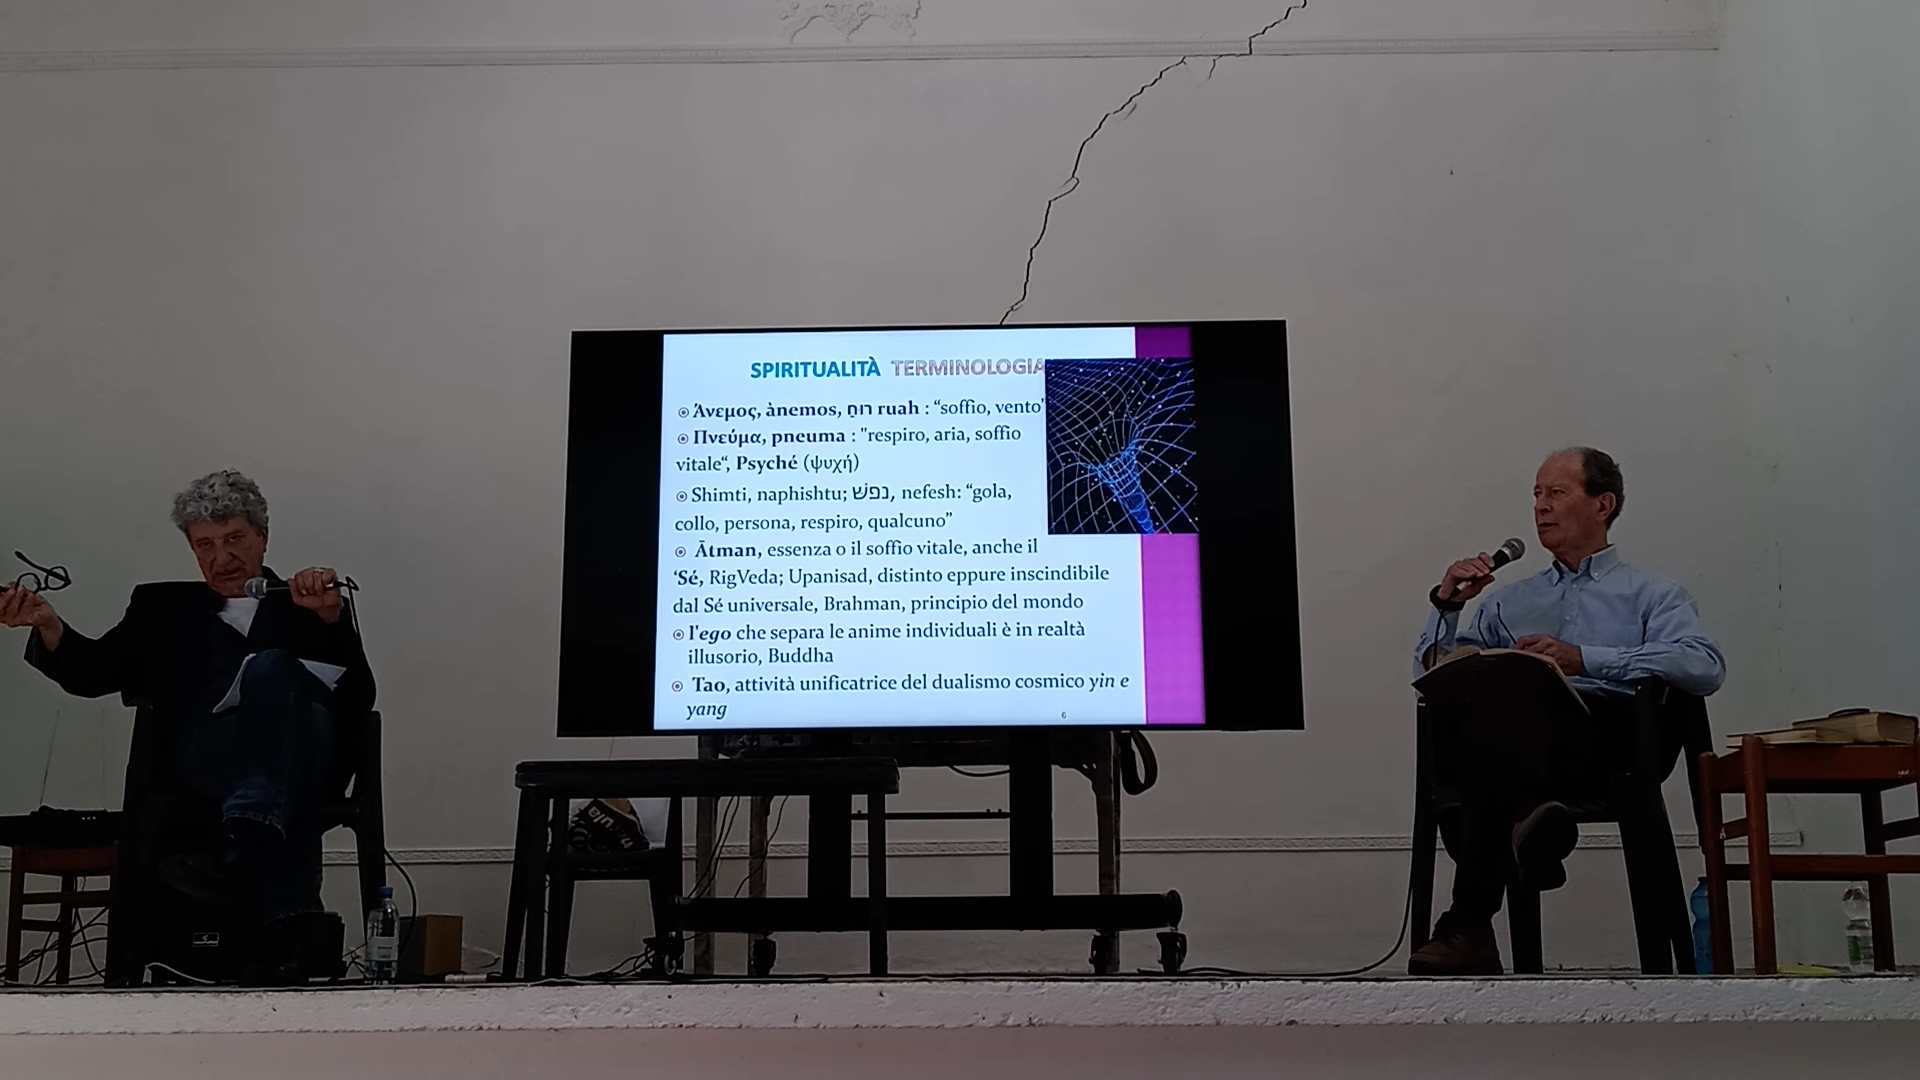 SPIRITUALITÀ TERMINOLOGIA
Άνεμος, ànemos, רוּחַ ruah : “soffio, vento”
Πνεύμα, pneuma : "respiro, aria, soffio
vitale“, Psyché (ψυχή)
Shimti, naphishtu; נפש, nefesh: “gola,
collo, persona, respiro, qualcuno”
Ātman, essenza o il soffio vitale, anche il
‘Sé, RigVeda; Upanisad, distinto eppure inscindibile
dal Sé universale, Brahman, principio del mondo
l'ego che separa le anime individuali è in realtà
illusorio, Buddha
Tao, attività unificatrice del dualismo cosmico yin e
yang
6